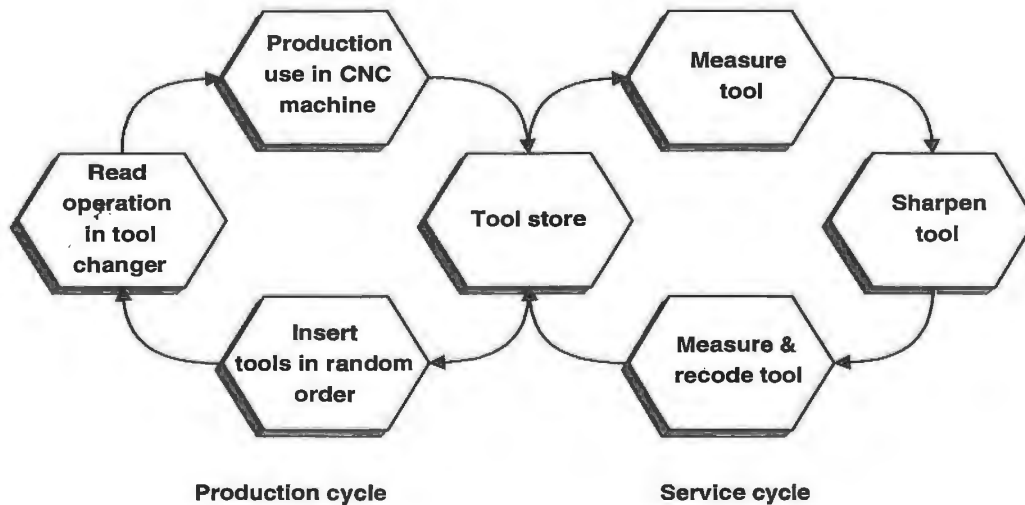 Production
use in CNC
machine
Measure
tool
Read
operation
in tool
changer
Tool store
Sharpen
tool
Insert
tools in random
order
Measure &
recode tool
Production cycle
Service cycle